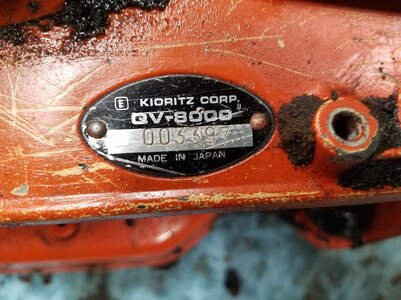 E KIORITZ CORP.
QV-8000
MADE IN JAPAN